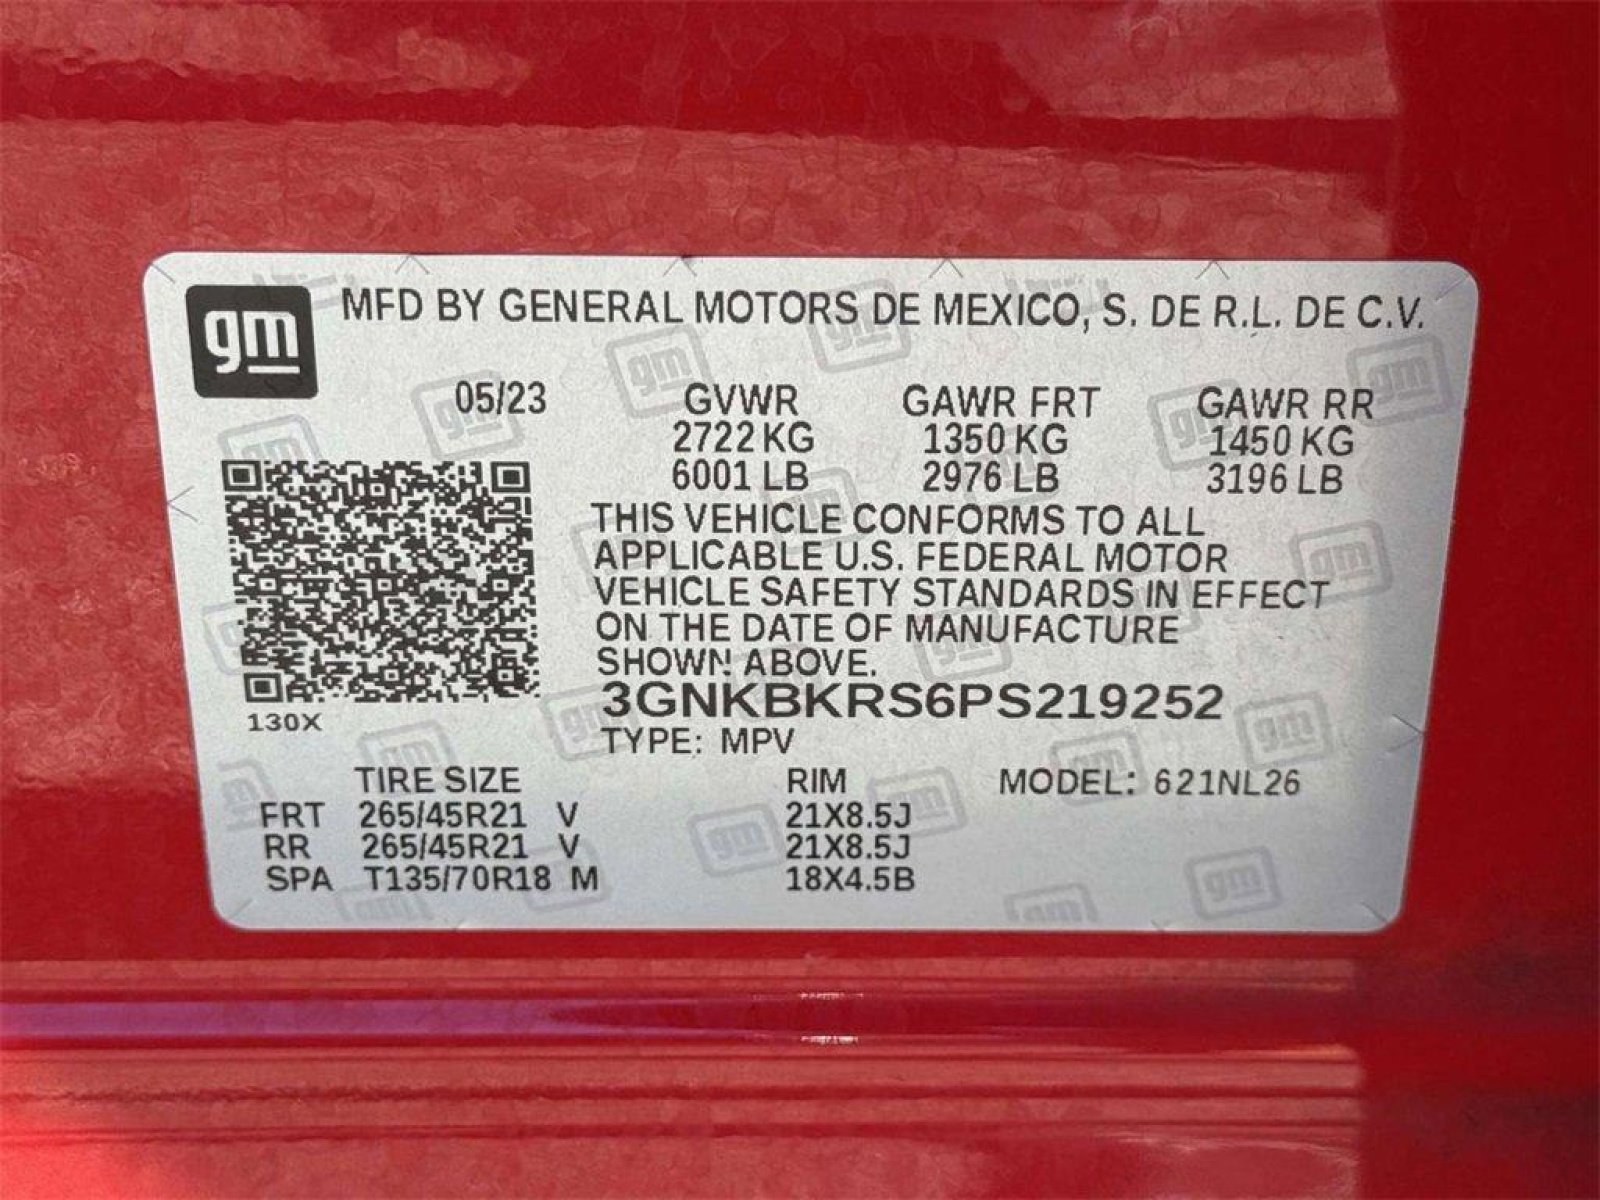 gm MFD BY GENERAL MOTORS DE MEXICO, S. DE R.L. DE C.V.
05/23 GVWR GAWR FRT GAWR RR
2722 KG 1350 KG 1450 KG
6001 LB 2976 LB 3196 LB
THIS VEHICLE CONFORMS TO ALL
APPLICABLE U.S. FEDERAL MOTOR
VEHICLE SAFETY STANDARDS IN EFFECT
ON THE DATE OF MANUFACTURE
SHOWN ABOVE.
3GNKBKRS6PS219252
130X
TYPE: MPV
TIRE SIZE RIM MODEL: 621NL26
FRT 265/45R21 V 21X8.5J
RR 265/45R21 V 21X8.5J
SPA T135/70R18 M 18X4.5B